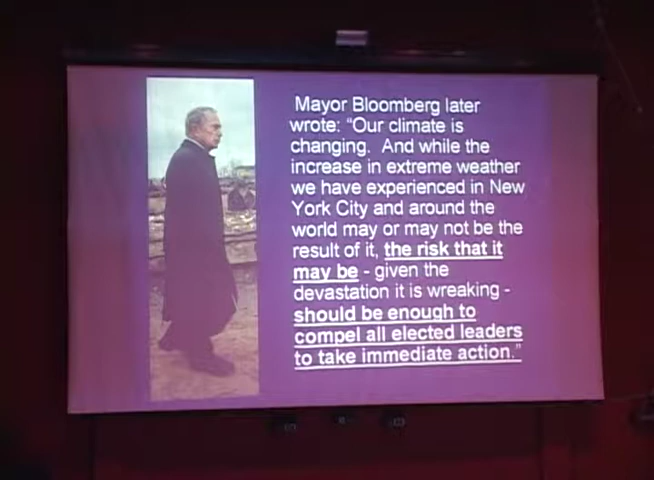 Mayor Bloomberg later
wrote: "Our climate is
changing. And while the
increase in extreme weather
we have experienced in New
York City and around the
world may or may not be the
result of it, the risk that it
may be - given the
devastation it is wreaking -
should be enough to
compel all elected leaders
to take immediate action."